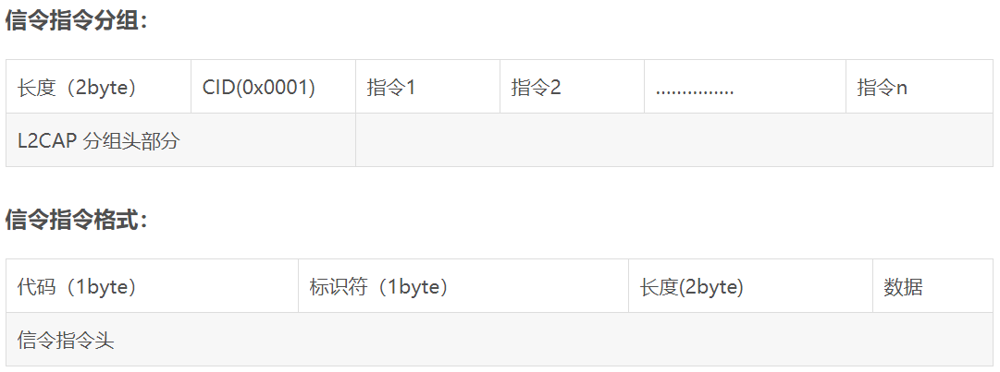 信令指令分组：
长度（2byte） CID(0x0001) 指令1 指令2 …………… 指令n
L2CAP 分组头部分
信令指令格式：
代码（1byte） 标识符（1byte） 长度(2byte) 数据
信令指令头